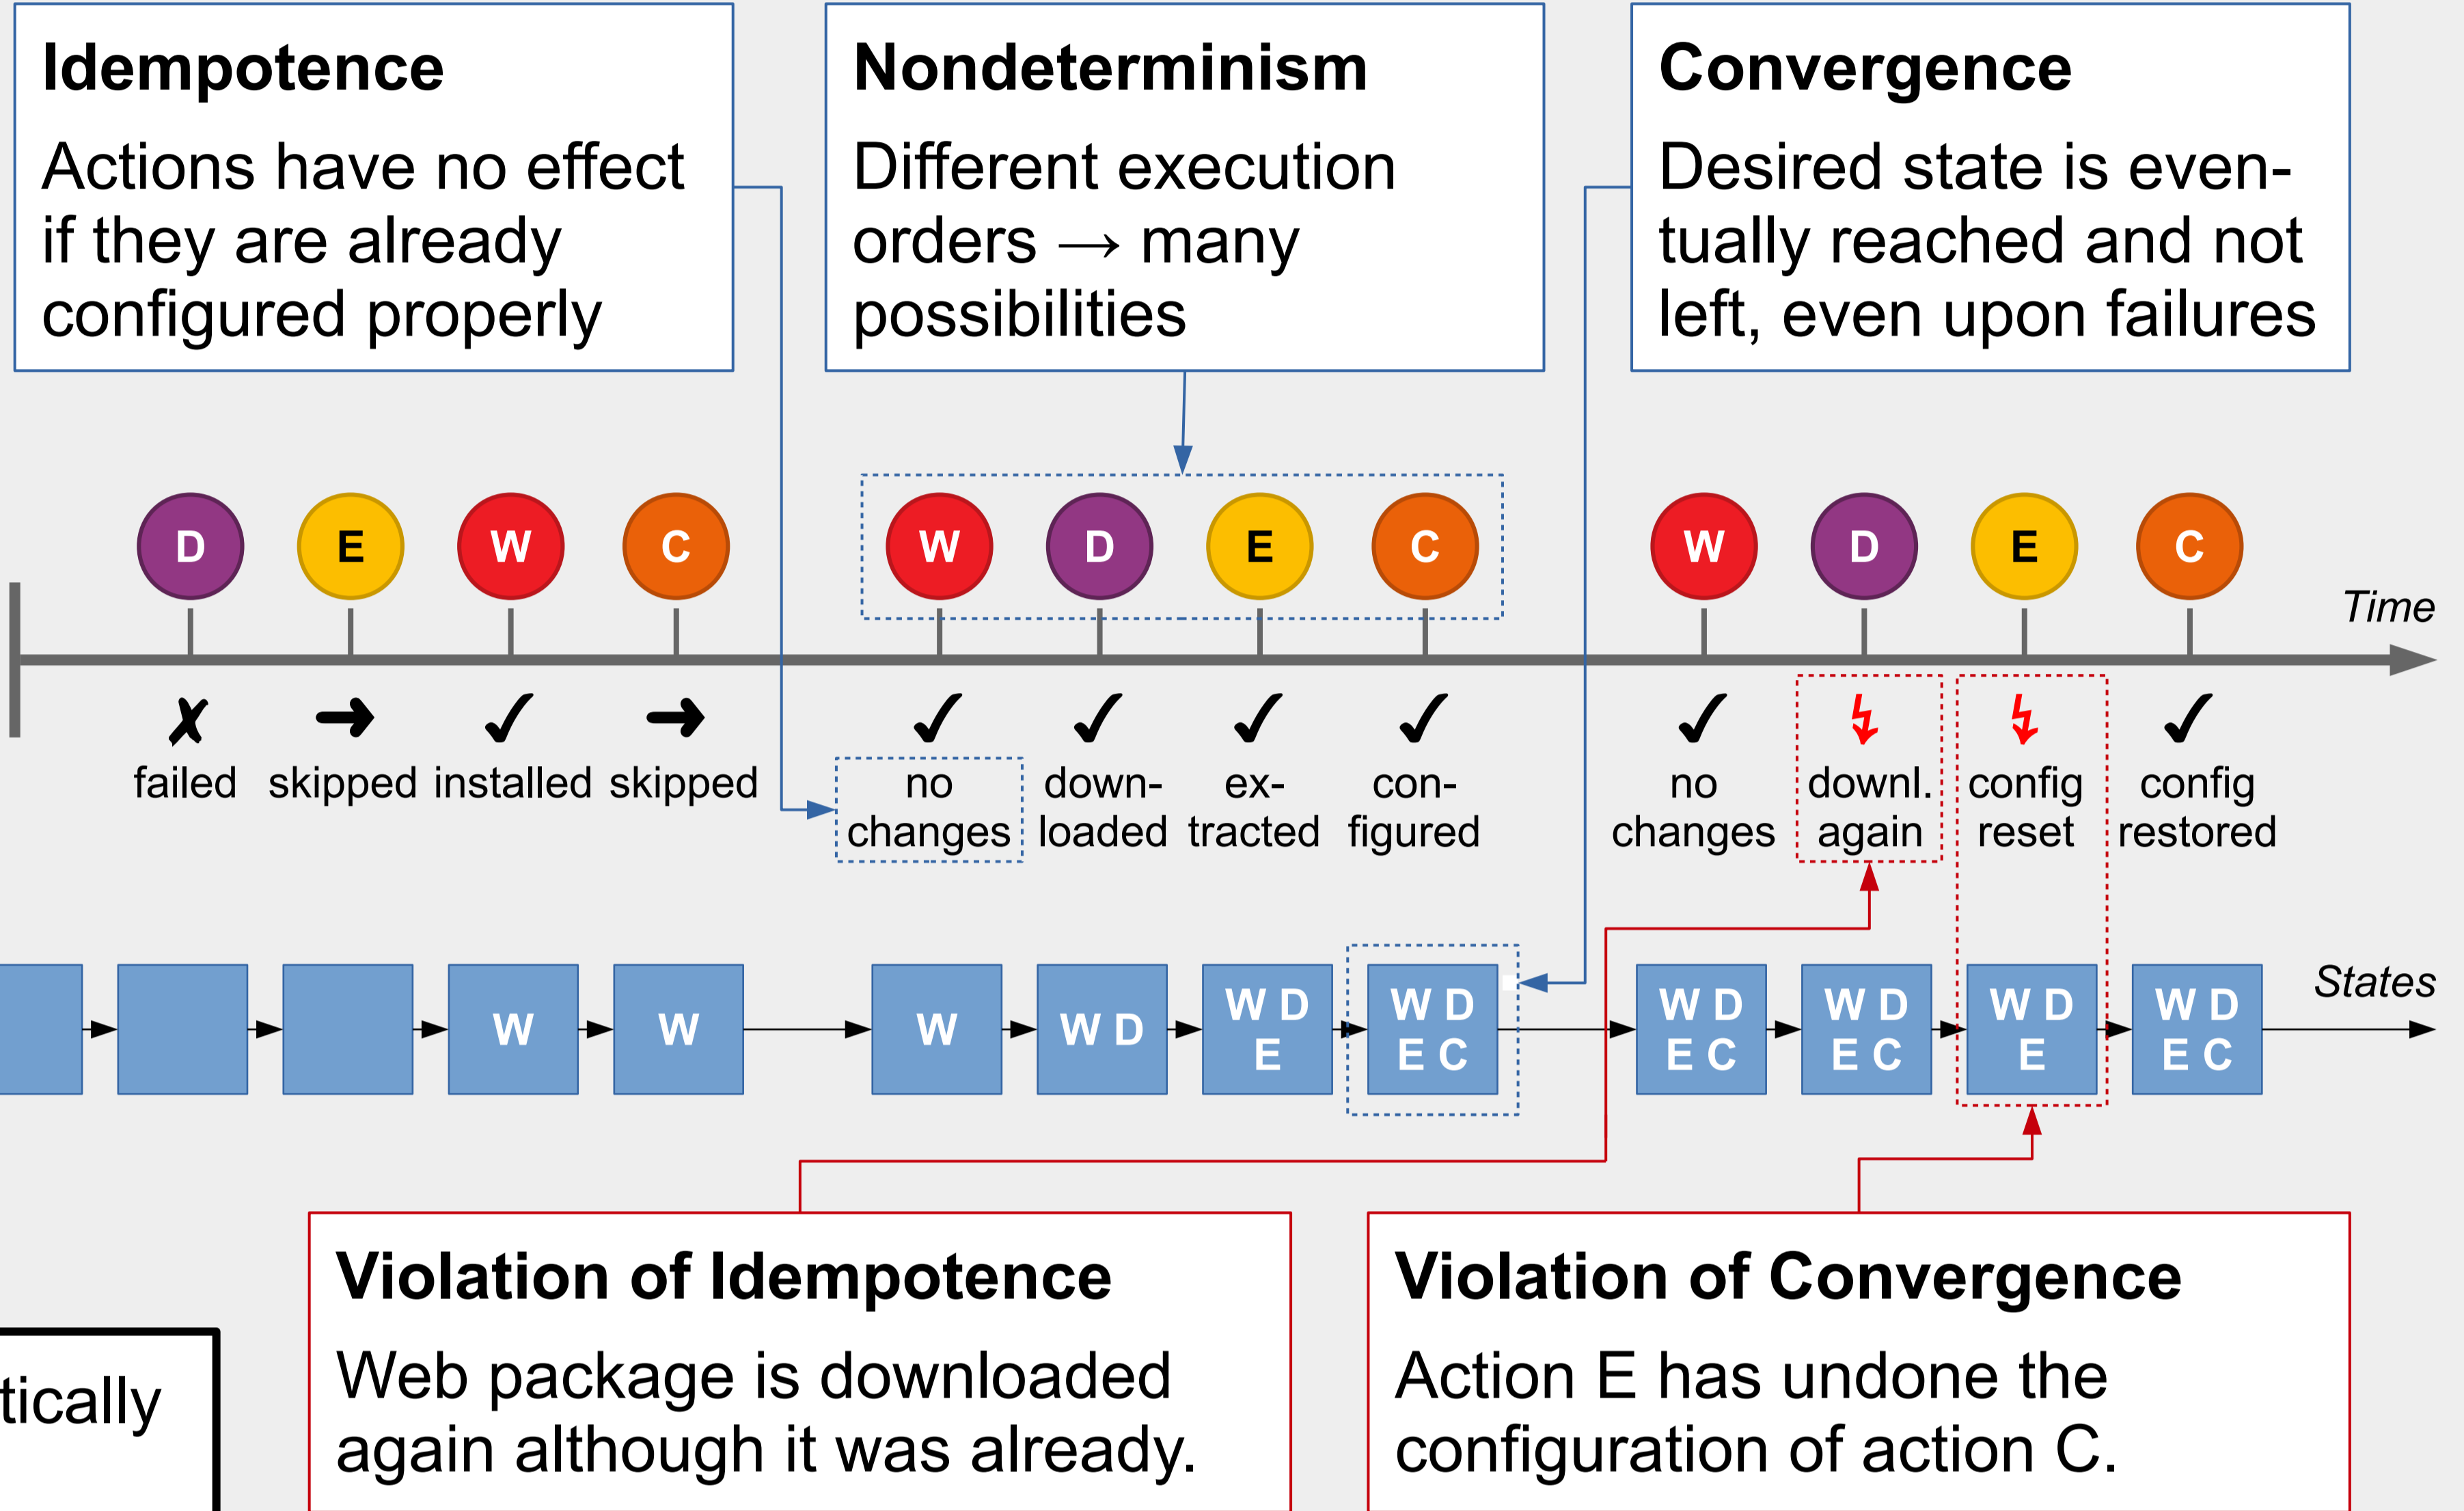 Idempotence
Actions have no effect
if they are already
configured properly
Nondeterminism
Different execution
orders → many
possibilities
Convergence
Desired state is even-
tually reached and not
left, even upon failures
D E W C W D E C W D E C
Time
✗ ➜ ✓ ➜ ✓ ✓ ✓ ✓ ✓ ↯ ↯ ✓
failed skipped installed skipped no down- ex- con- no downl. config config
changes loaded tracted figured changes again reset restored
States
W D W D W D W D W D W D
W W W W D E E C E C E C E E C
Violation of Idempotence
Web package is downloaded
again although it was already.
Violation of Convergence
Action E has undone the
configuration of action C.
tically